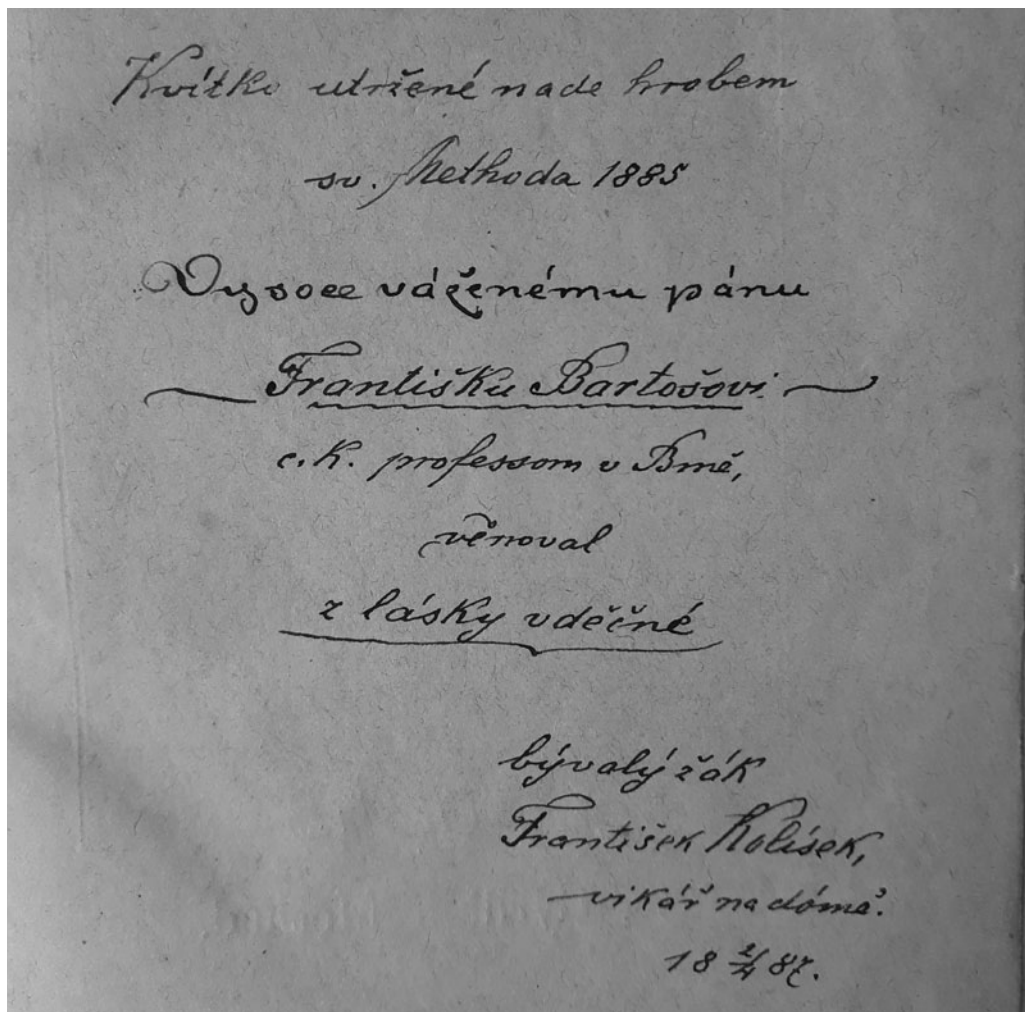 Kvítko utržené nade hrobem
sv. Methoda 1885
Vysoce váženému pánu
Františku Bartošovi
c. k. professoru v Brně,
věnoval
z lásky vděčné
bývalý žák
František Kolísek,
vikář na dómě.
18 2/4 87.